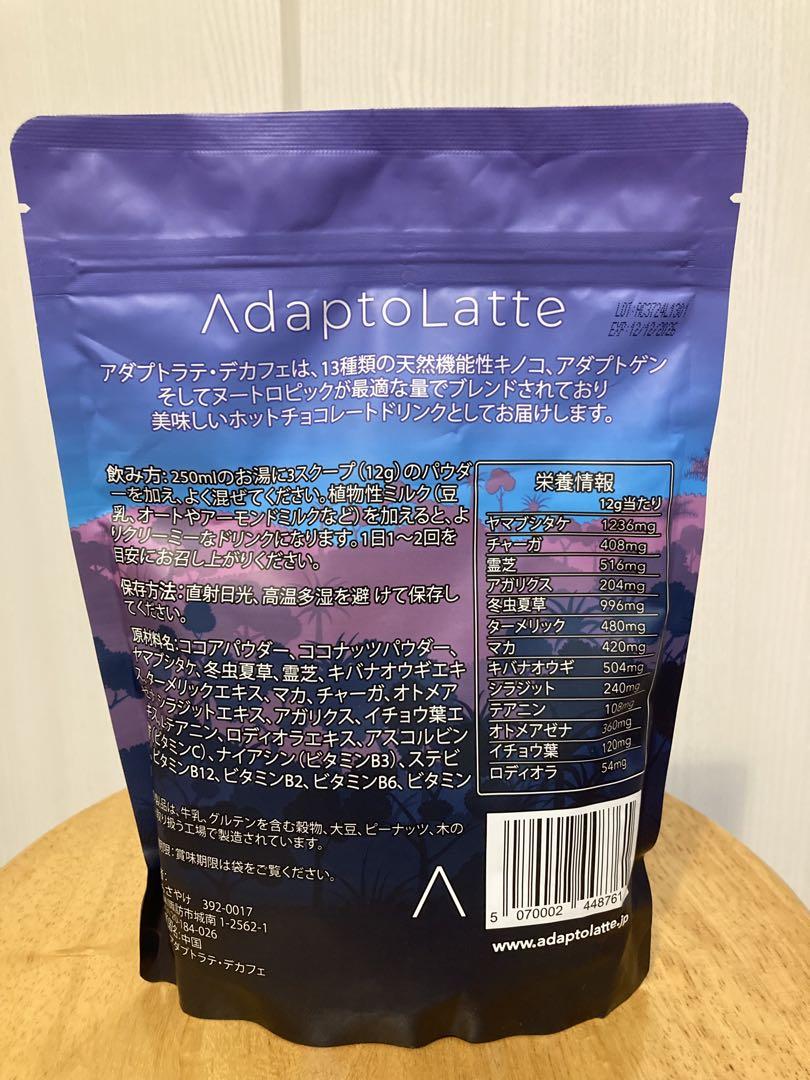 AdaptoLatte
LOT:AG3724L1301
EXP:12/12/2026
アダプトラテ・デカフェは、13種類の天然機能性キノコ、アダプトゲン
そしてヌートロピックが最適な量でブレンドされており
美味しいホットチョコレートドリンクとしてお届けします。
飲み方：250mlのお湯に3スクープ（12g）のパウダ
ーを加え、よく混ぜてください。植物性ミルク（豆
乳、オートやアーモンドミルクなど）を加えると、よ
りクリーミーなドリンクになります。1日1〜2回を
目安にお召し上がりください。
保存方法：直射日光、高温多湿を避 けて保存し
てください。
原材料名：ココアパウダー、ココナッツパウダー、
ヤマブシタケ、冬虫夏草、霊芝、キバナオウギエキ
ス、ターメリックエキス、マカ、チャーガ、オトメア
シラジットエキス、アガリクス、イチョウ葉エ
キス、Lテアニン、ロディオラエキス、アスコルビン
（ビタミンC）、ナイアシン（ビタミンB3）、ステビ
ビタミンB12、ビタミンB2、ビタミンB6、ビタミン
製品は、牛乳、グルテンを含む穀物、大豆、ピーナッツ、木の
取り扱う工場で製造されています。
期限：賞味期限は袋をご覧ください。
さやけ 392-0017
諏訪市城南 1-2562-1
184-026
中国
アダプトラテ・デカフェ
栄養情報
12g当たり
ヤマブシタケ 1236mg
チャーガ 408mg
霊芝 516mg
アガリクス 204mg
冬虫夏草 996mg
ターメリック 480mg
マカ 420mg
キバナオウギ 504mg
シラジット 240mg
テアニン 108mg
オトメアゼナ 360mg
イチョウ葉 120mg
ロディオラ 54mg
5 070002 448761
www.adaptolatte.jp